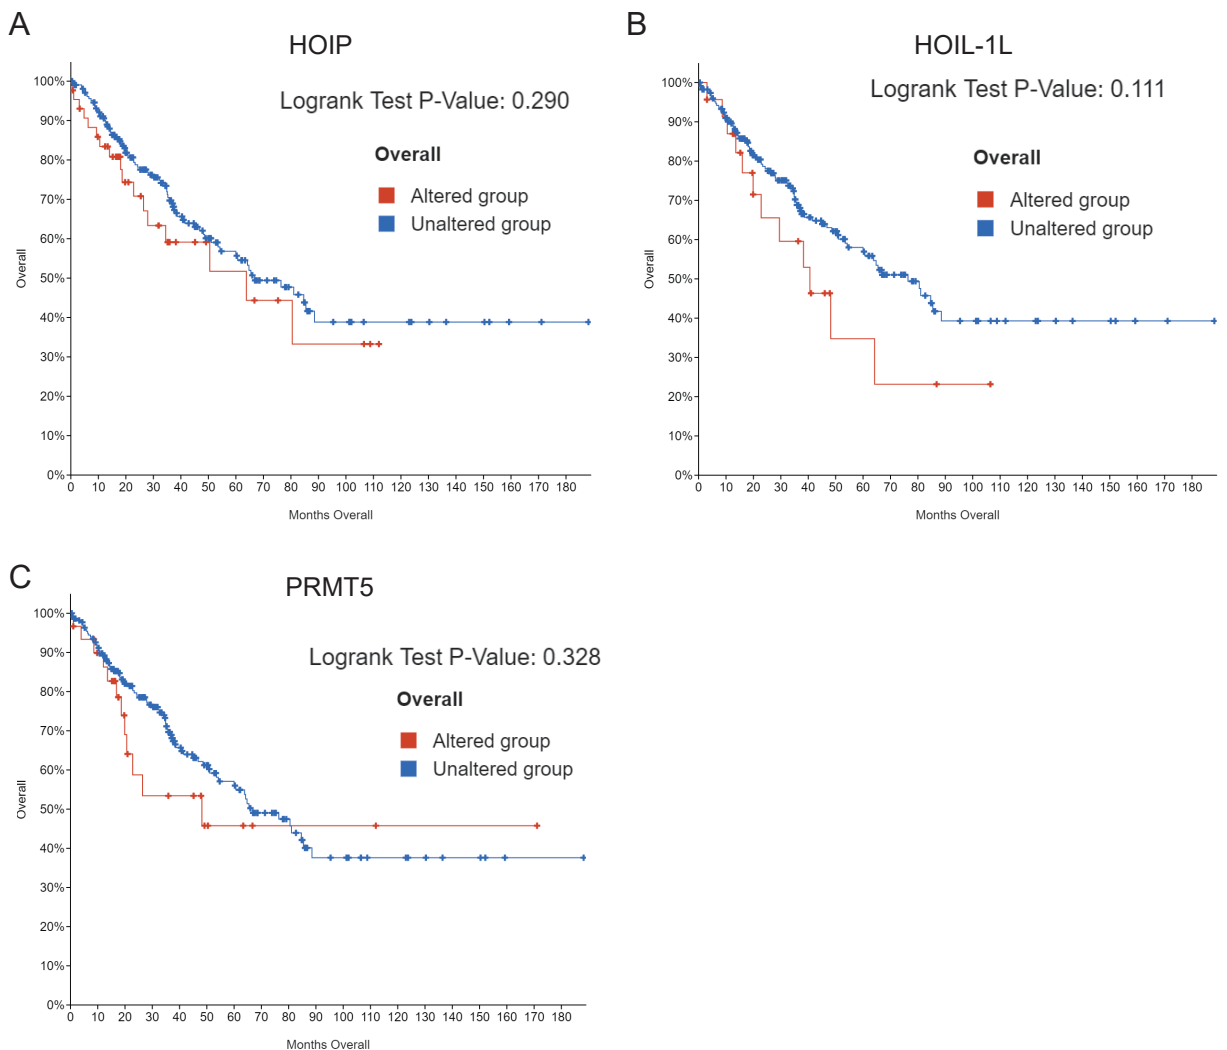 A
HOIP
Logrank Test P-Value: 0.290
Overall
Altered group
Unaltered group
100%
90%
80%
70%
60%
50%
40%
30%
20%
10%
0%
Overall
0 10 20 30 40 50 60 70 80 90 100 110 120 130 140 150 160 170 180
Months Overall
B
HOIL-1L
Logrank Test P-Value: 0.111
Overall
Altered group
Unaltered group
100%
90%
80%
70%
60%
50%
40%
30%
20%
10%
0%
Overall
0 10 20 30 40 50 60 70 80 90 100 110 120 130 140 150 160 170 180
Months Overall
C
PRMT5
Logrank Test P-Value: 0.328
Overall
Altered group
Unaltered group
100%
90%
80%
70%
60%
50%
40%
30%
20%
10%
0%
Overall
0 10 20 30 40 50 60 70 80 90 100 110 120 130 140 150 160 170 180
Months Overall